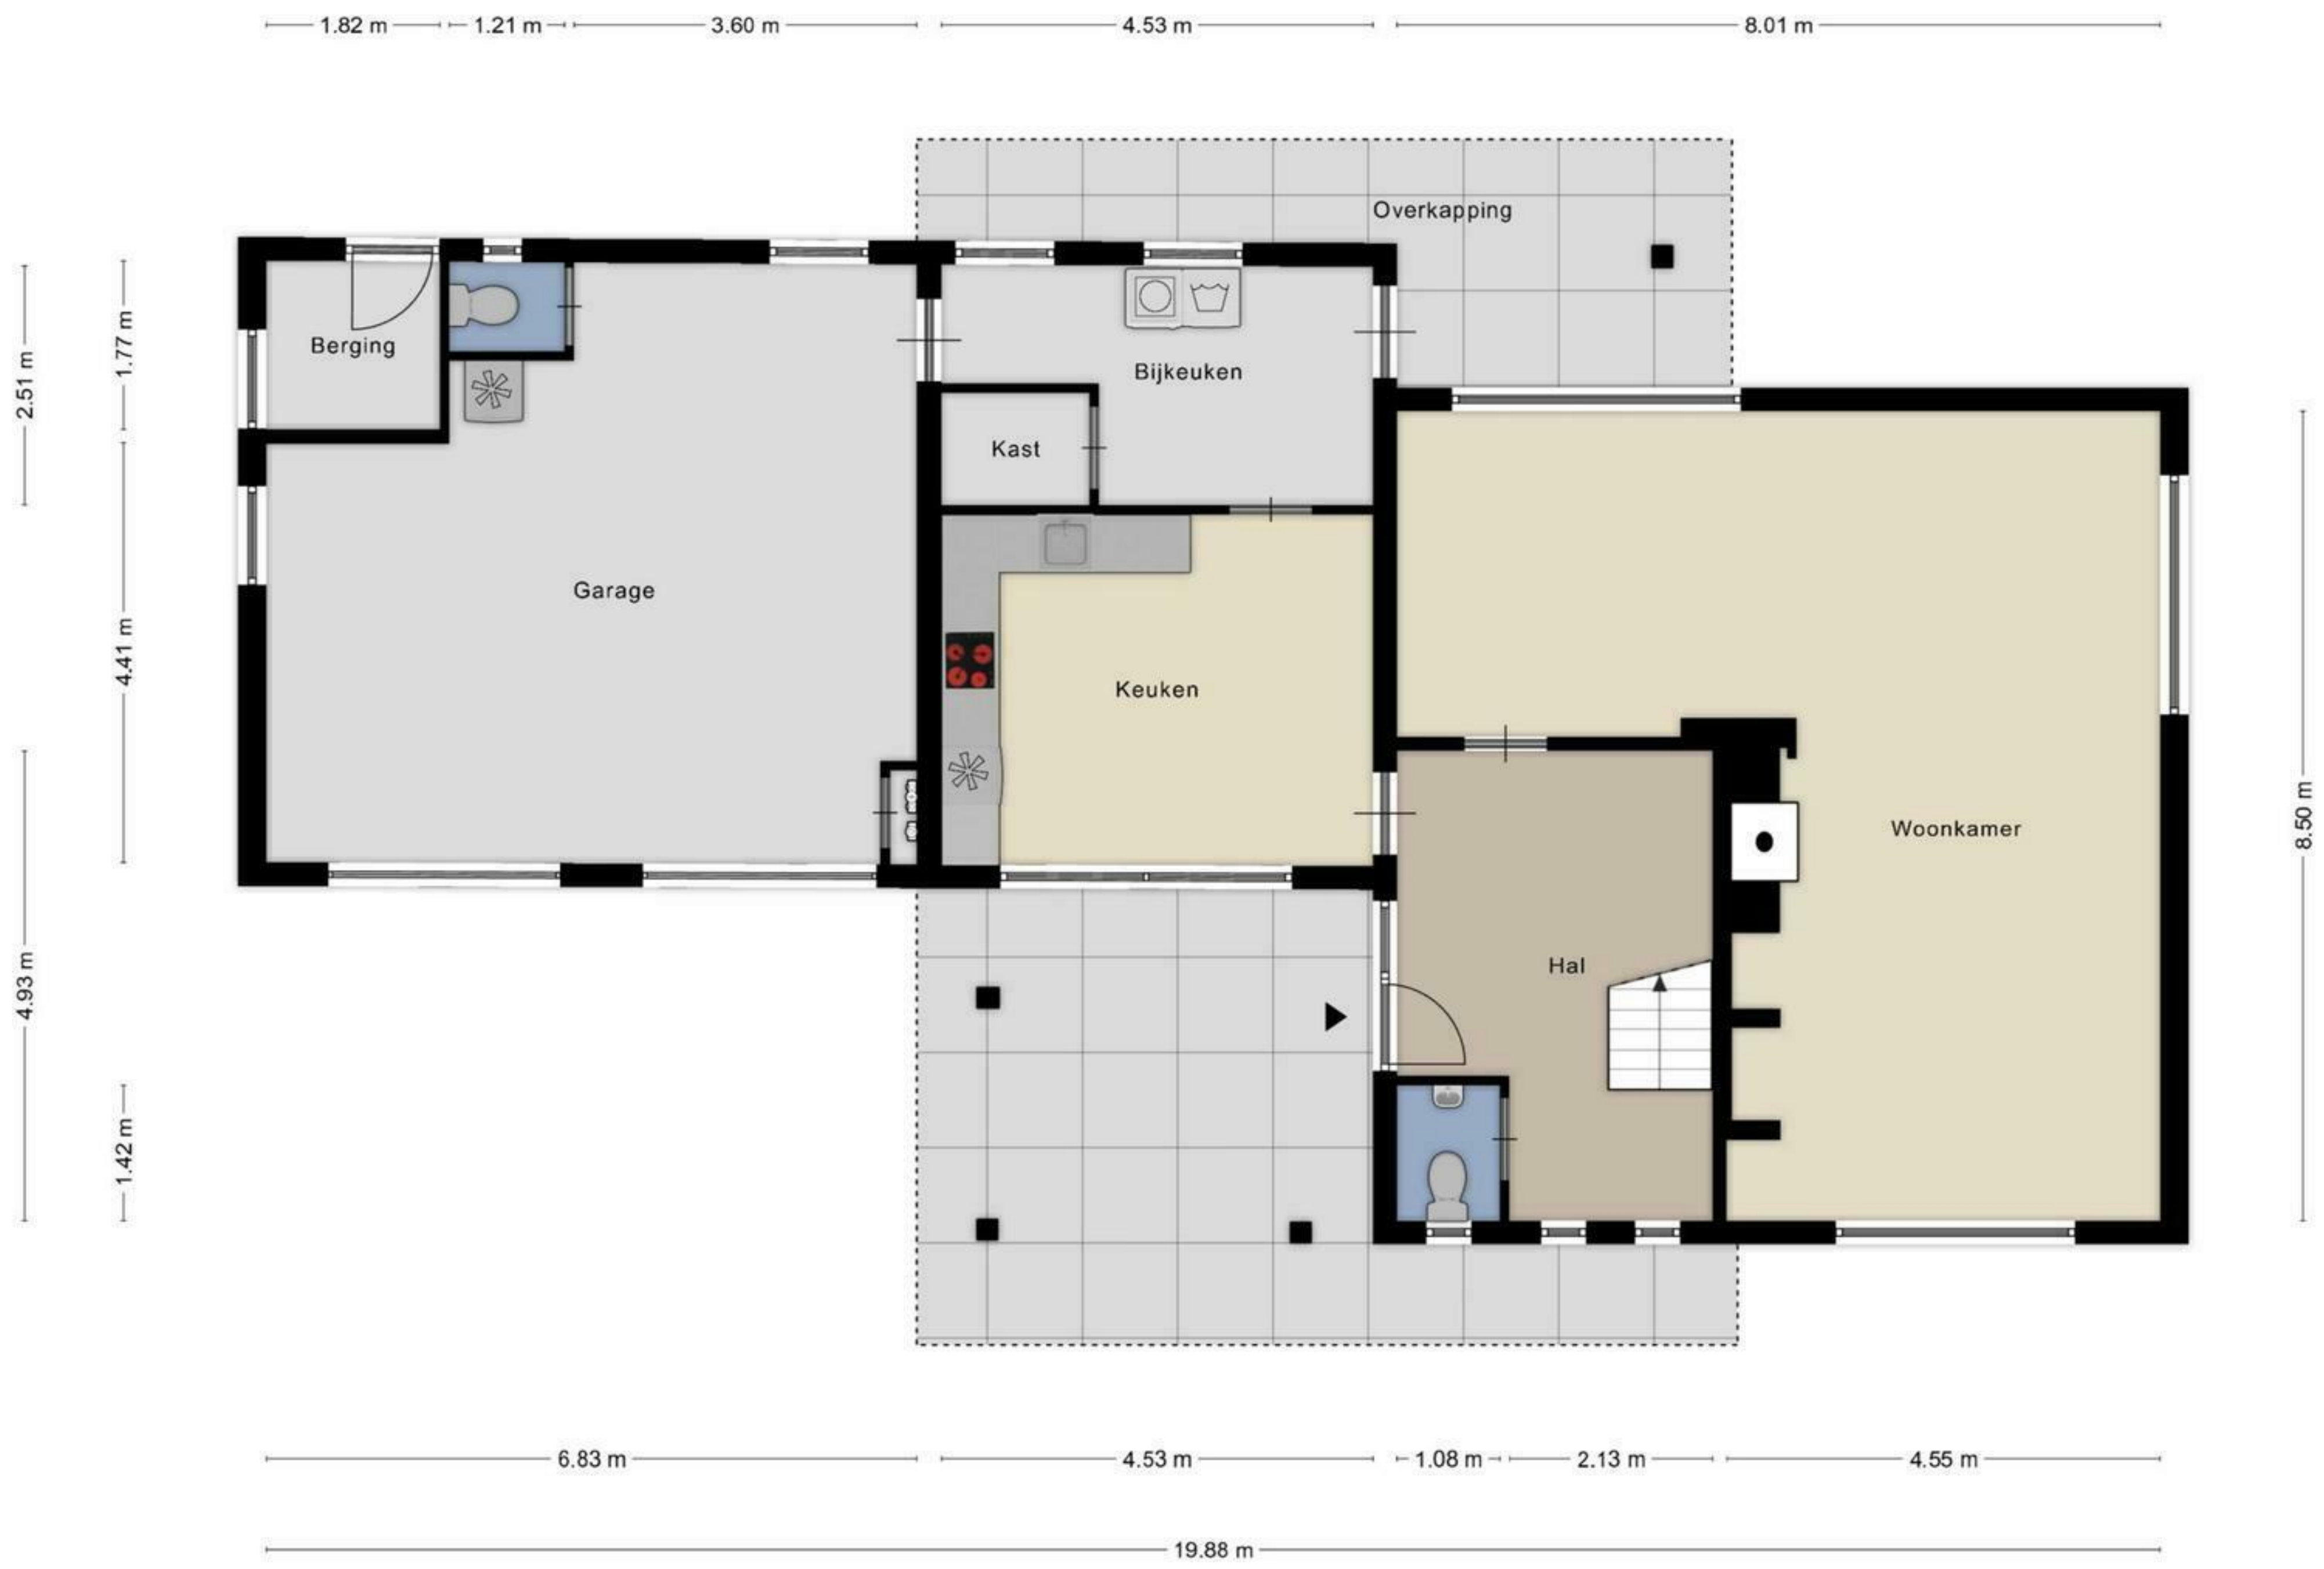 1.82 m
1.21 m
3.60 m
4.53 m
8.01 m
Overkapping
2.51 m
1.77 m
Berging
Bijkeuken
Kast
Garage
4.41 m
Keuken
Woonkamer
8.50 m
Hal
4.93 m
1.42 m
6.83 m
4.53 m
1.08 m
2.13 m
4.55 m
19.88 m